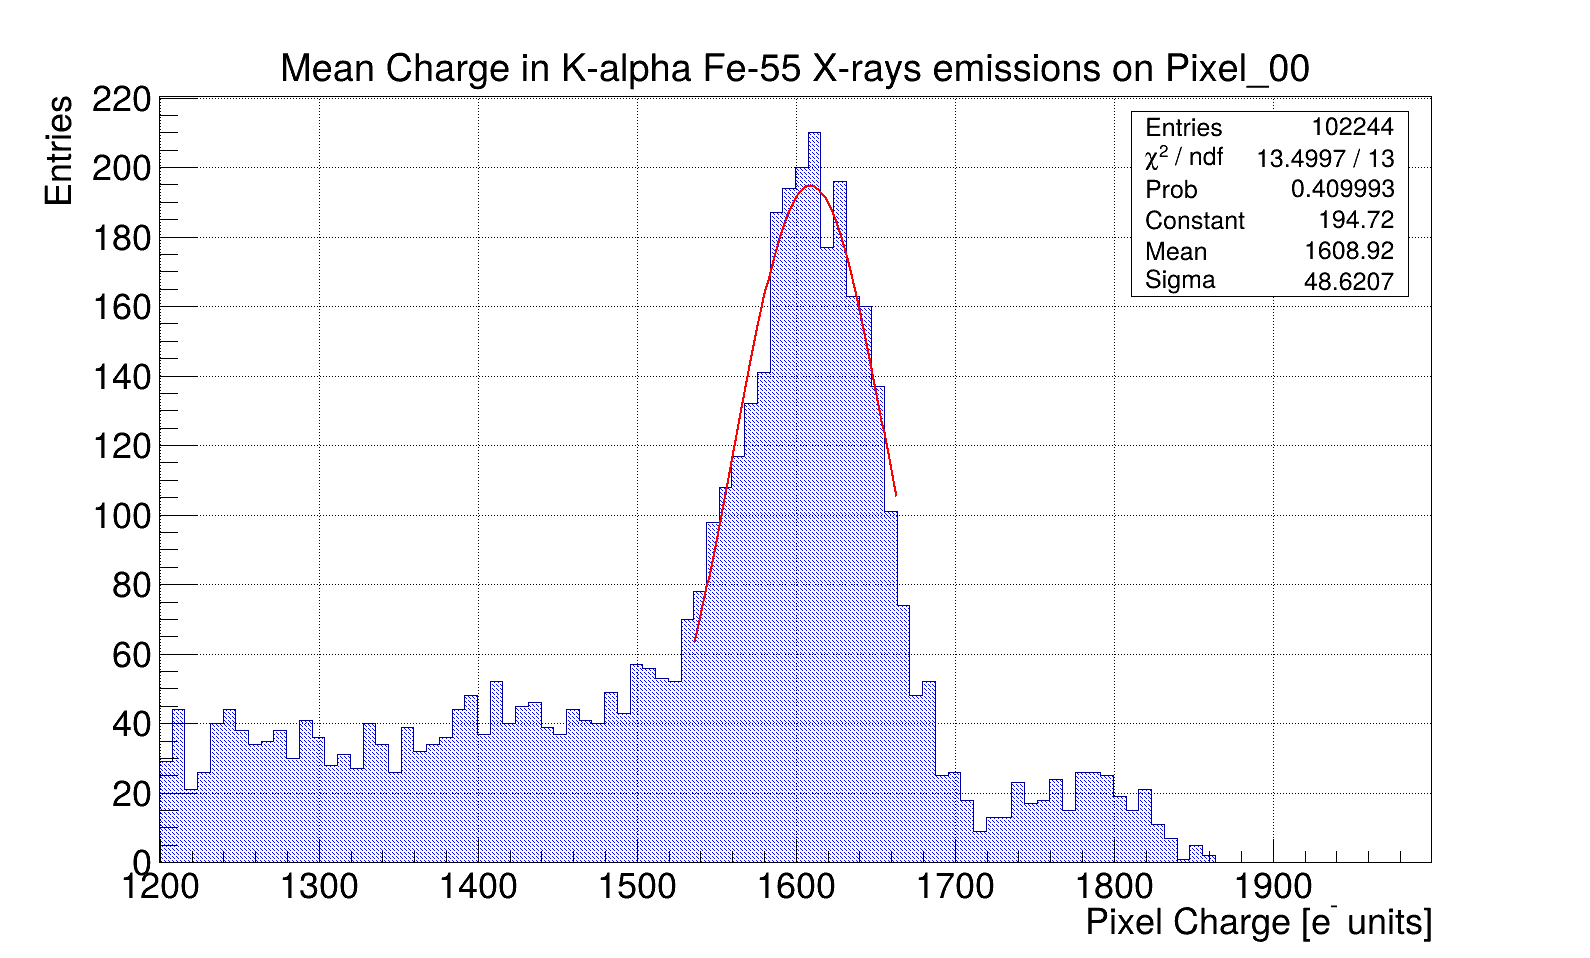 Mean Charge in K-alpha Fe-55 X-rays emissions on Pixel_00
Entries
220
200
180
160
140
120
100
80
60
40
20
0
Entries 102244
χ² / ndf 13.4997 / 13
Prob 0.409993
Constant 194.72
Mean 1608.92
Sigma 48.6207
1200 1300 1400 1500 1600 1700 1800 1900
Pixel Charge [e⁻ units]